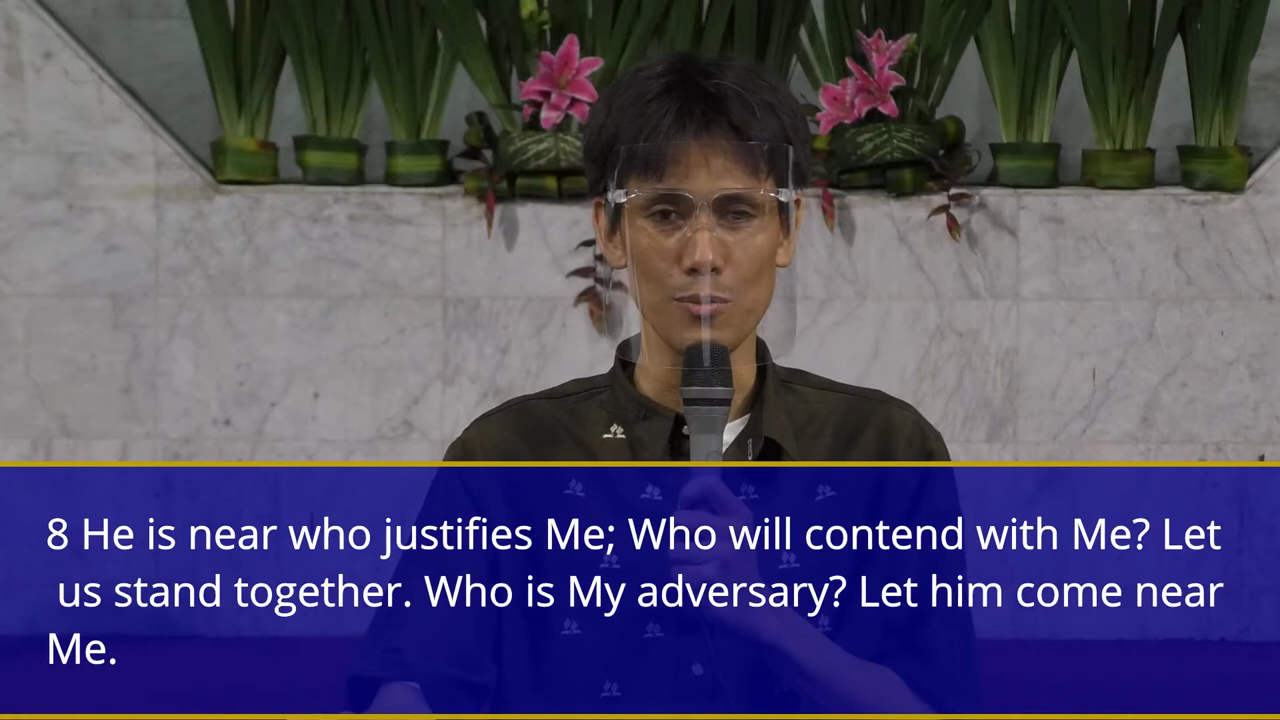 8 He is near who justifies Me; Who will contend with Me? Let
us stand together. Who is My adversary? Let him come near
Me.